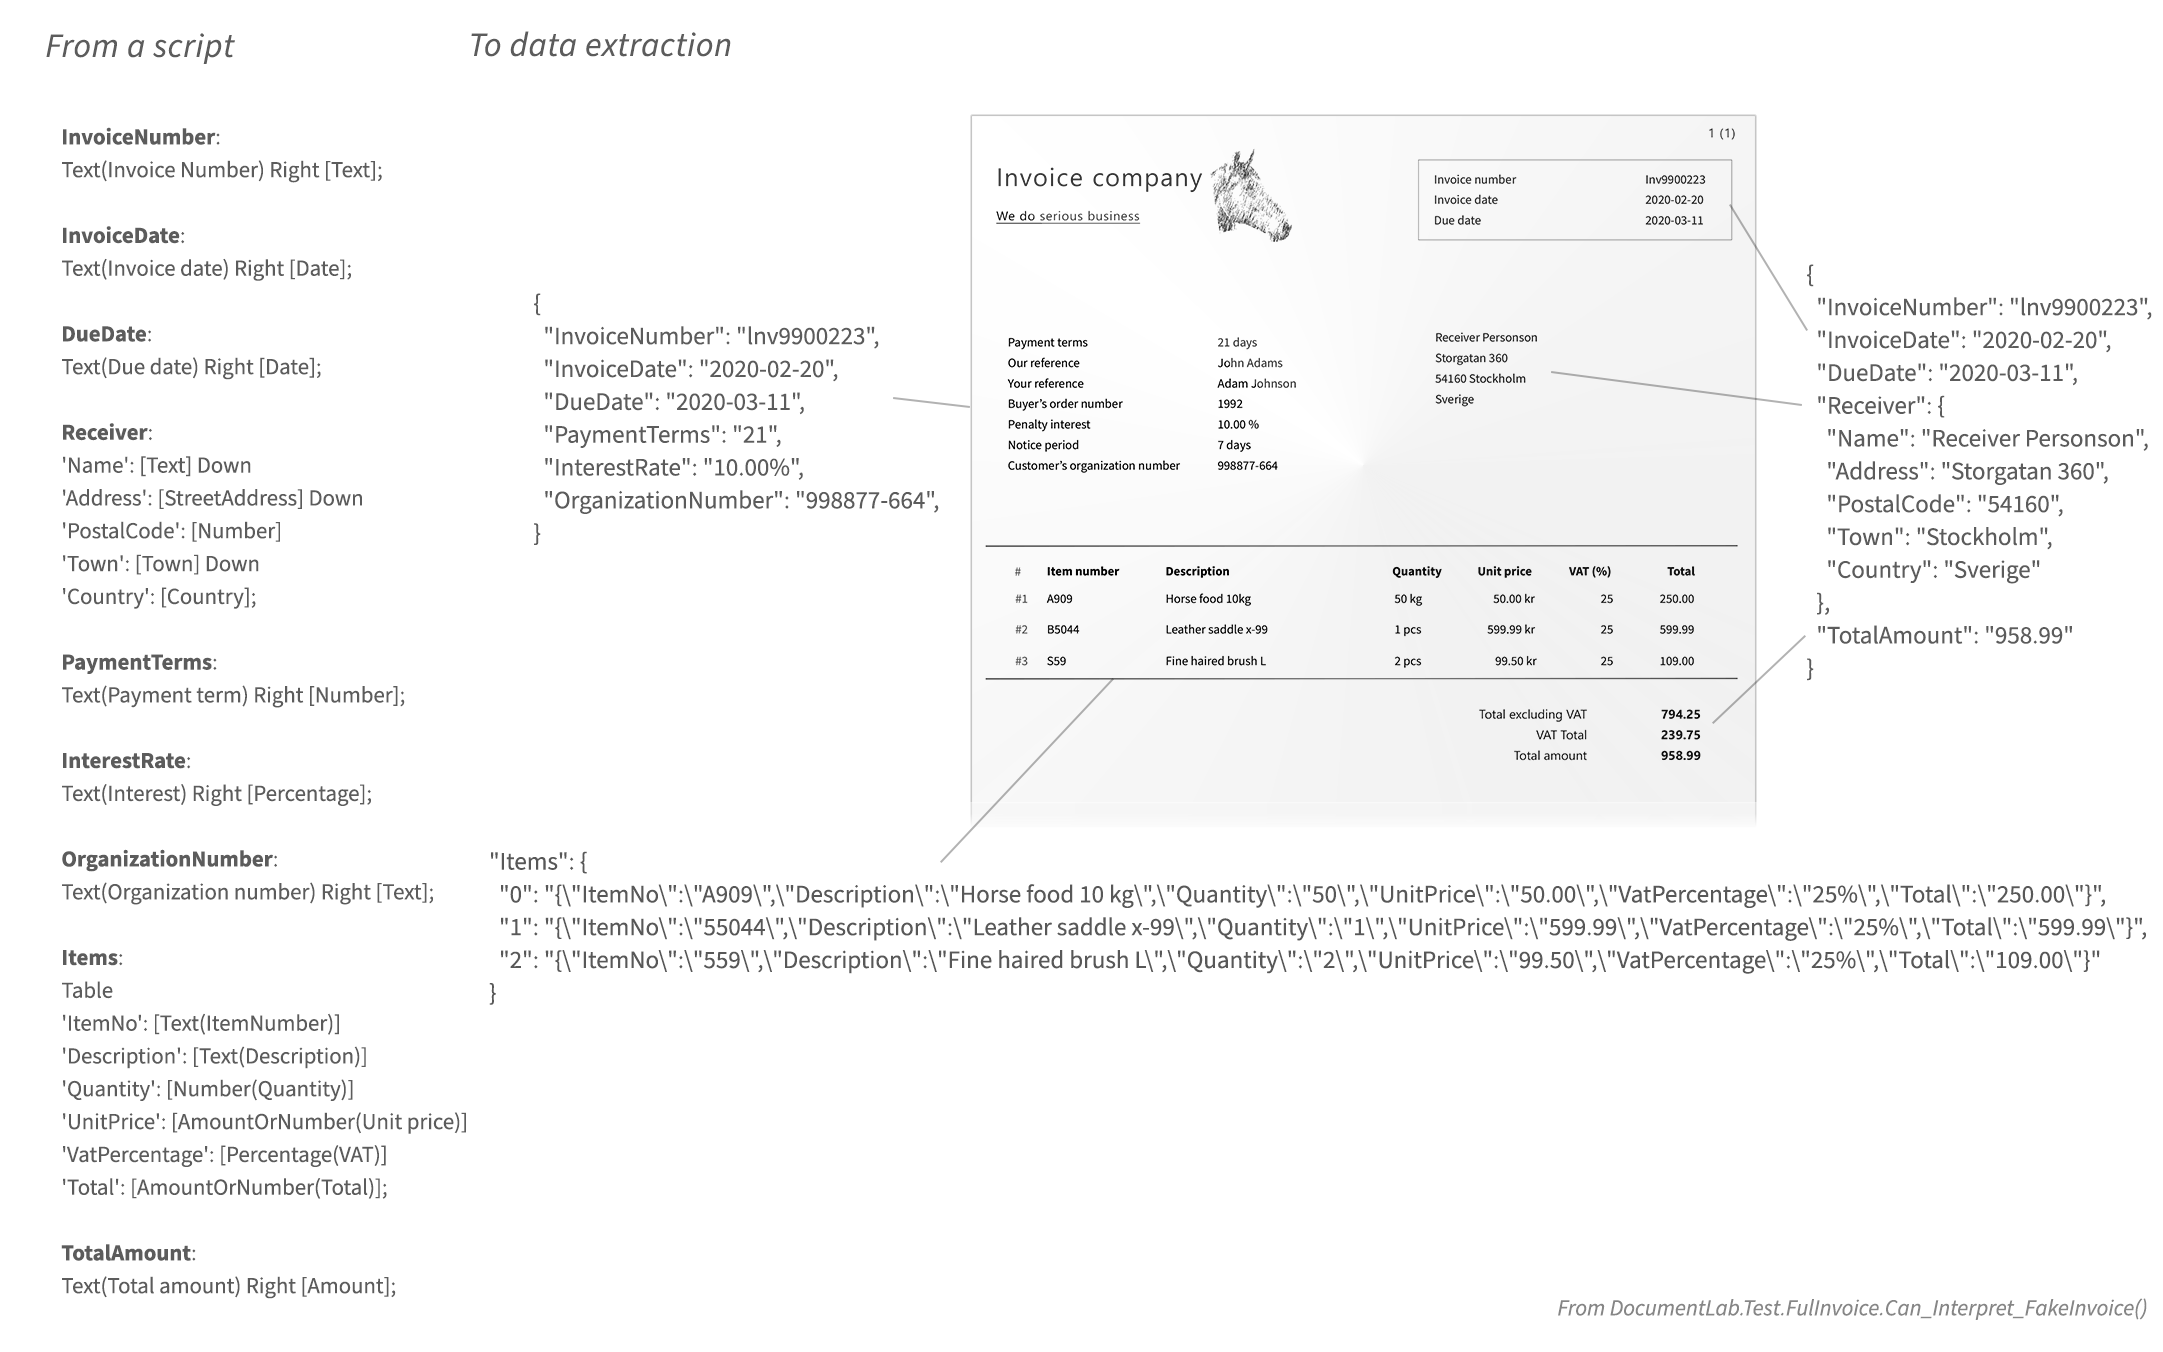 From a script
To data extraction
InvoiceNumber:
Text(Invoice Number) Right [Text];
InvoiceDate:
Text(Invoice date) Right [Date];
DueDate:
Text(Due date) Right [Date];
Receiver:
'Name': [Text] Down
'Address': [StreetAddress] Down
'PostalCode': [Number]
'Town': [Town] Down
'Country': [Country];
PaymentTerms:
Text(Payment term) Right [Number];
InterestRate:
Text(Interest) Right [Percentage];
OrganizationNumber:
Text(Organization number) Right [Text];
Items:
Table
'ItemNo': [Text(ItemNumber)]
'Description': [Text(Description)]
'Quantity': [Number(Quantity)]
'UnitPrice': [AmountOrNumber(Unit price)]
'VatPercentage': [Percentage(VAT)]
'Total': [AmountOrNumber(Total)];
TotalAmount:
Text(Total amount) Right [Amount];
{
"InvoiceNumber": "lnv9900223",
"InvoiceDate": "2020-02-20",
"DueDate": "2020-03-11",
"PaymentTerms": "21",
"InterestRate": "10.00%",
"OrganizationNumber": "998877-664",
}
1 (1)
Invoice company
We do serious business
Invoice number Inv9900223
Invoice date 2020-02-20
Due date 2020-03-11
Payment terms 21 days
Our reference John Adams
Your reference Adam Johnson
Buyer's order number 1992
Penalty interest 10.00 %
Notice period 7 days
Customer's organization number 998877-664
Receiver Personson
Storgatan 360
54160 Stockholm
Sverige
# Item number Description Quantity Unit price VAT (%) Total
#1 A909 Horse food 10kg 50 kg 50.00 kr 25 250.00
#2 B5044 Leather saddle x-99 1 pcs 599.99 kr 25 599.99
#3 S59 Fine haired brush L 2 pcs 99.50 kr 25 109.00
Total excluding VAT 794.25
VAT Total 239.75
Total amount 958.99
{
"InvoiceNumber": "lnv9900223",
"InvoiceDate": "2020-02-20",
"DueDate": "2020-03-11",
"Receiver": {
"Name": "Receiver Personson",
"Address": "Storgatan 360",
"PostalCode": "54160",
"Town": "Stockholm",
"Country": "Sverige"
},
"TotalAmount": "958.99"
}
"Items": {
"0": "{\"ItemNo\":\"A909\",\"Description\":\"Horse food 10 kg\",\"Quantity\":\"50\",\"UnitPrice\":\"50.00\",\"VatPercentage\":\"25%\",\"Total\":\"250.00\"}",
"1": "{\"ItemNo\":\"55044\",\"Description\":\"Leather saddle x-99\",\"Quantity\":\"1\",\"UnitPrice\":\"599.99\",\"VatPercentage\":\"25%\",\"Total\":\"599.99\"}",
"2": "{\"ItemNo\":\"559\",\"Description\":\"Fine haired brush L\",\"Quantity\":\"2\",\"UnitPrice\":\"99.50\",\"VatPercentage\":\"25%\",\"Total\":\"109.00\"}"
}
From DocumentLab.Test.FulInvoice.Can_Interpret_FakeInvoice()